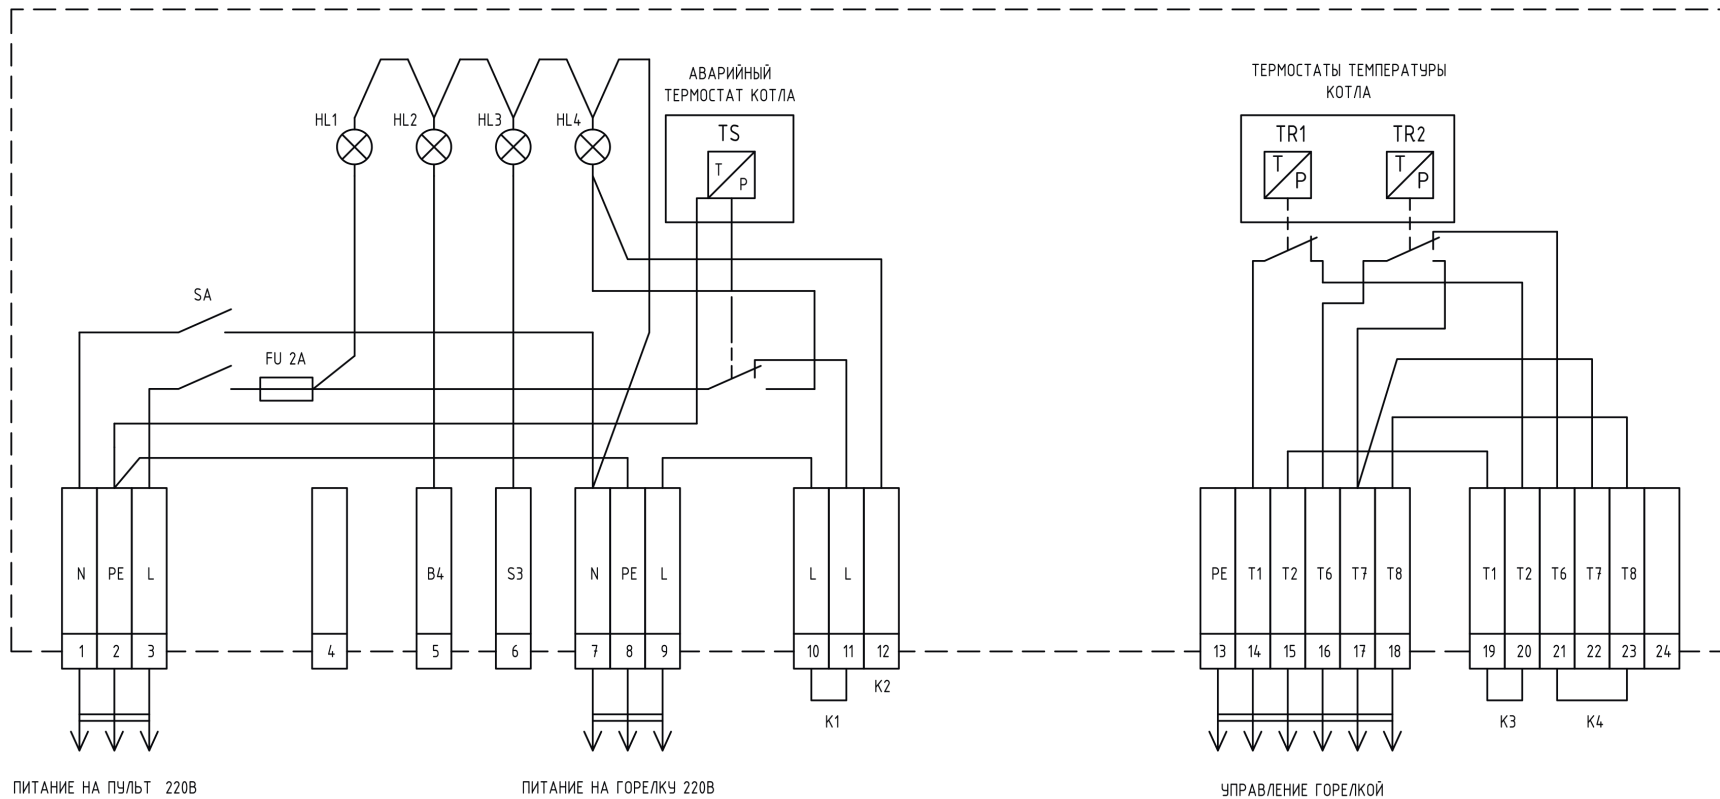 АВАРИЙНЫЙ
ТЕРМОСТАТ КОТЛА
ТЕРМОСТАТЫ ТЕМПЕРАТУРЫ
КОТЛА
HL1 HL2 HL3 HL4
TS
T
P
TR1 TR2
T
P
T
P
SA
FU 2A
N PE L B4 S3 N PE L L L PE T1 T2 T6 T7 T8 T1 T2 T6 T7 T8
1 2 3 4 5 6 7 8 9 10 11 12 13 14 15 16 17 18 19 20 21 22 23 24
K2
K1 K3 K4
ПИТАНИЕ НА ПУЛЬТ 220В
ПИТАНИЕ НА ГОРЕЛКУ 220В
УПРАВЛЕНИЕ ГОРЕЛКОЙ